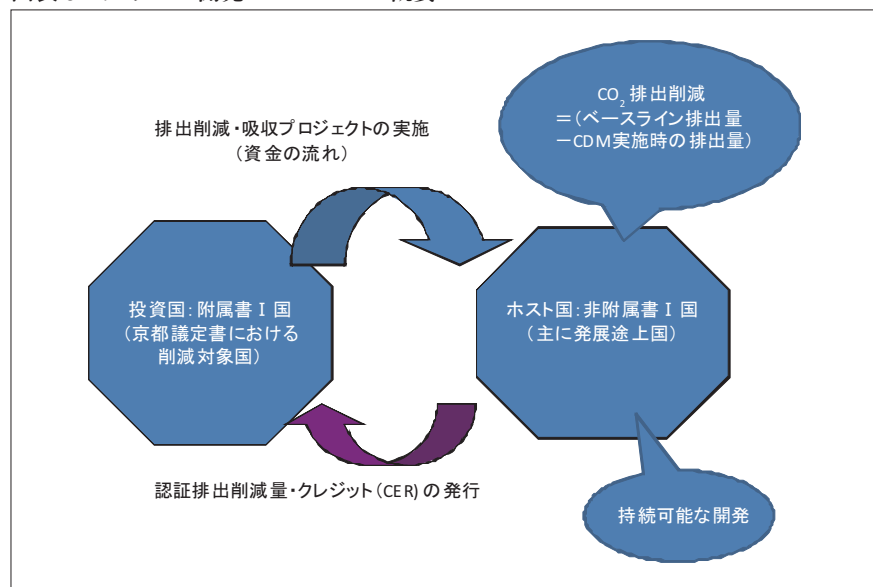 排出削減・吸収プロジェクトの実施
(資金の流れ)
CO₂ 排出削減
=(ベースライン排出量
-CDM実施時の排出量)
投資国:附属書Ⅰ国
(京都議定書における
削減対象国)
ホスト国:非附属書Ⅰ国
(主に発展途上国)
認証排出削減量・クレジット(CER)の発行
持続可能な開発